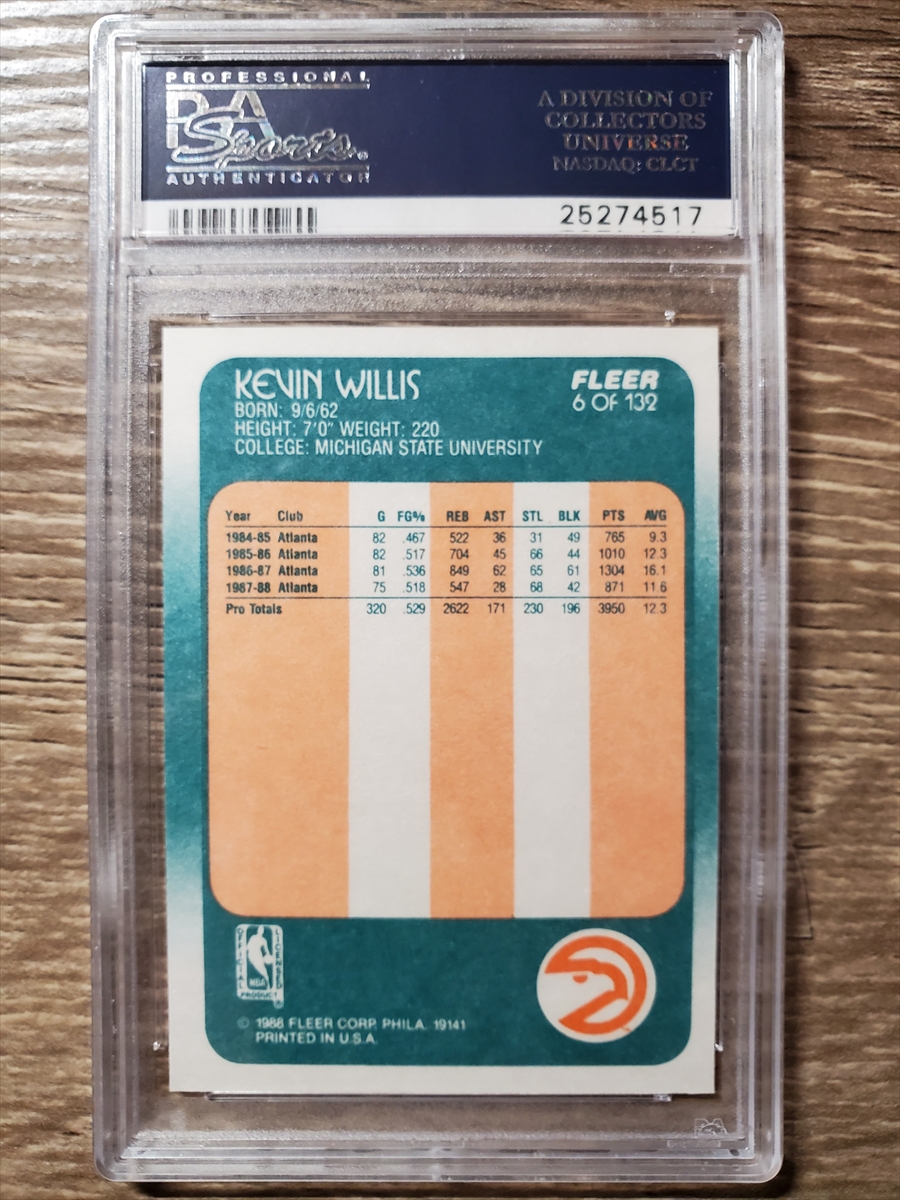 PROFESSIONAL
PSA
Sports®
AUTHENTICATOR
A DIVISION OF
COLLECTORS
UNIVERSE
NASDAQ: CLCT
25274517
KEVIN WILLIS
BORN: 9/6/62
HEIGHT: 7'0" WEIGHT: 220
COLLEGE: MICHIGAN STATE UNIVERSITY
FLEER
6 OF 132
Year Club G FG% REB AST STL BLK PTS AVG
1984-85 Atlanta 82 .467 522 36 31 49 765 9.3
1985-86 Atlanta 82 .517 704 45 66 44 1010 12.3
1986-87 Atlanta 81 .536 849 62 65 61 1304 16.1
1987-88 Atlanta 75 .518 547 28 68 42 871 11.6
Pro Totals 320 .529 2622 171 230 196 3950 12.3
OFFICIAL
LICENSED
NBA
PRODUCT
© 1988 FLEER CORP. PHILA. 19141
PRINTED IN U.S.A.
PSA